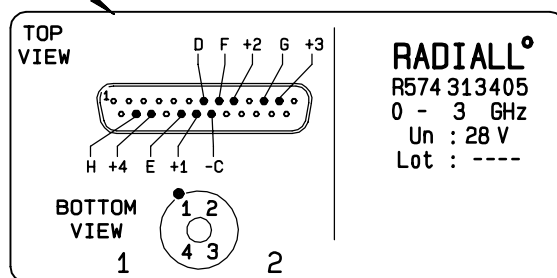 TOP
VIEW
D F +2 G +3
1
H +4 E +1 -C
BOTTOM
VIEW
1 2
4 3
1 2
RADIALL°
R574 313405
0 - 3 GHz
Un : 28 V
Lot : ----